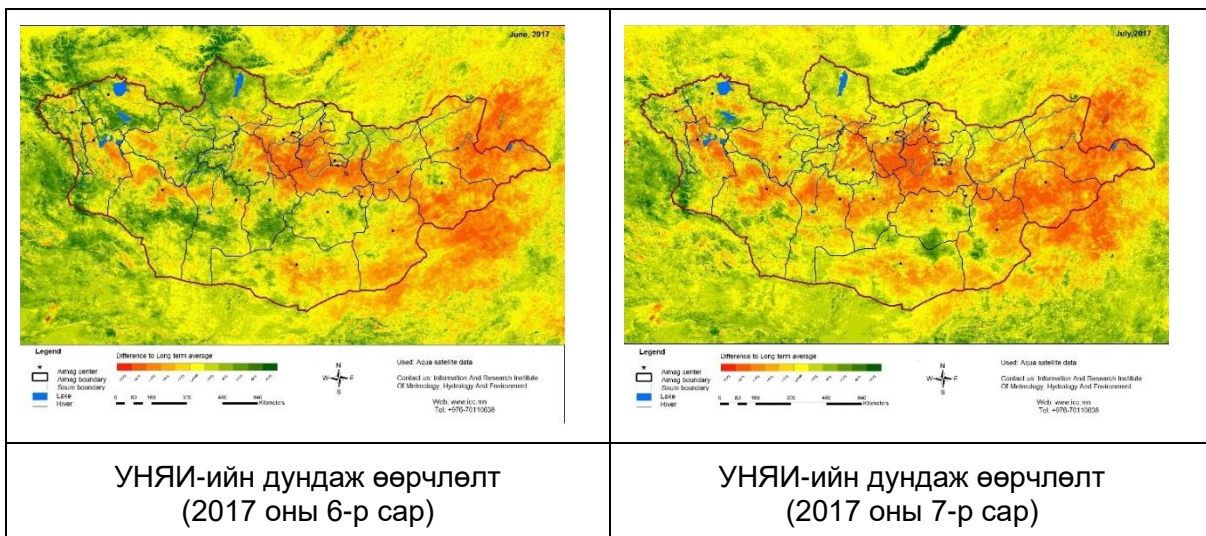 June, 2017
Legend
Aimag center
Aimag boundary
Soum boundary
Lake
River
Difference to Long term average
N
W E
S
Kilometers
Used: Aqua satellite data
Contact us: Information And Research Institute
Of Meteorology, Hydrology And Environment
Web: www.icc.mn
Tel: +976-70110638
July, 2017
Legend
Aimag center
Aimag boundary
Soum boundary
Lake
River
Difference to Long term average
N
W E
S
Kilometers
Used: Aqua satellite data
Contact us: Information And Research Institute
Of Meteorology, Hydrology And Environment
Web: www.icc.mn
Tel: +976-70110638
УНЯИ-ийн дундаж өөрчлөлт
(2017 оны 6-р сар)
УНЯИ-ийн дундаж өөрчлөлт
(2017 оны 7-р сар)